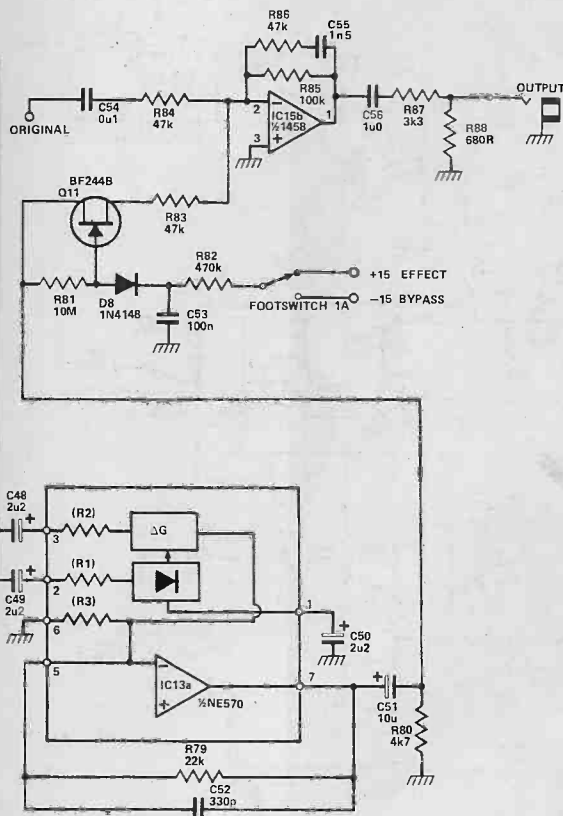 R86
47k
C55
1n5
R85
100k
C54
0u1
R84
47k
ORIGINAL
2
IC15b
½1458
1
3
C56
1u0
R87
3k3
OUTPUT
R88
680R
BF244B
Q11
R83
47k
R82
470k
+15 EFFECT
R81
10M
D8
1N4148
C53
100n
FOOTSWITCH 1A
-15 BYPASS
C48
2u2
+
3
(R2)
ΔG
C49
2u2
+
2
(R1)
6
(R3)
1
+
C50
2u2
5
IC13a
½NE570
7
+
C51
10u
R80
4k7
R79
22k
C52
330p